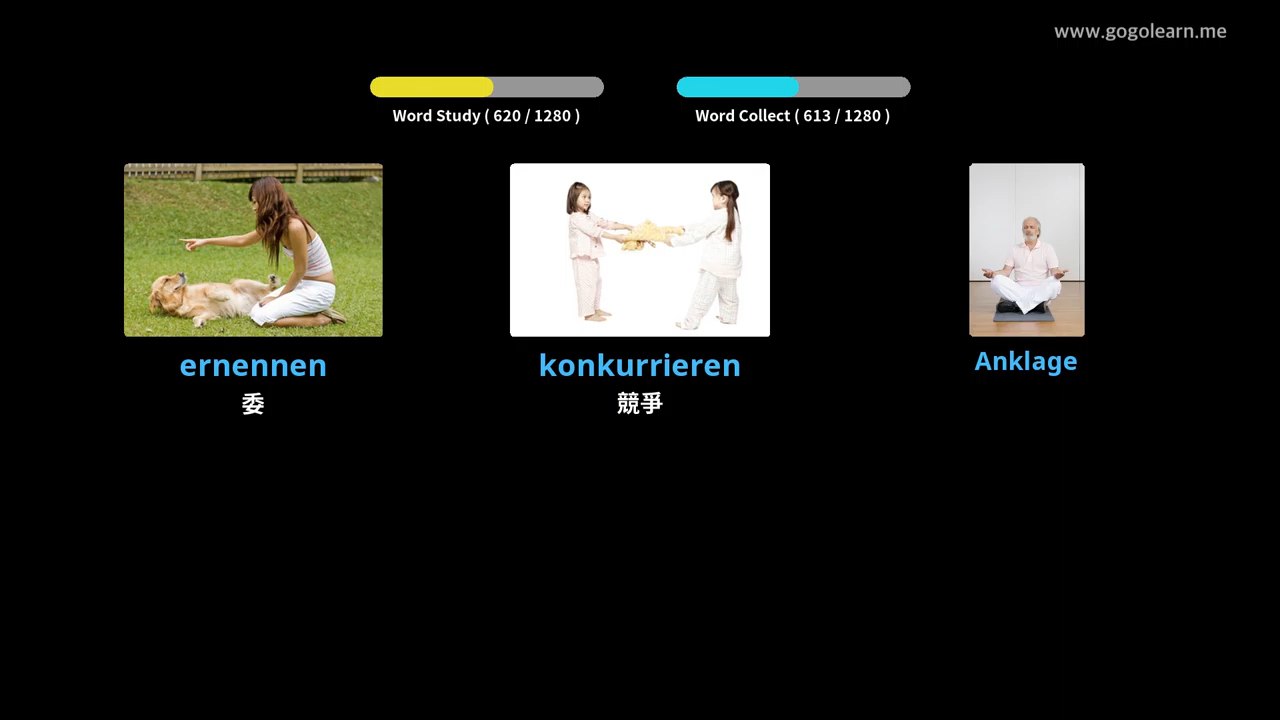 www.gogolearn.me
Word Study ( 620 / 1280 )
Word Collect ( 613 / 1280 )
ernennen
konkurrieren
Anklage
委
競爭